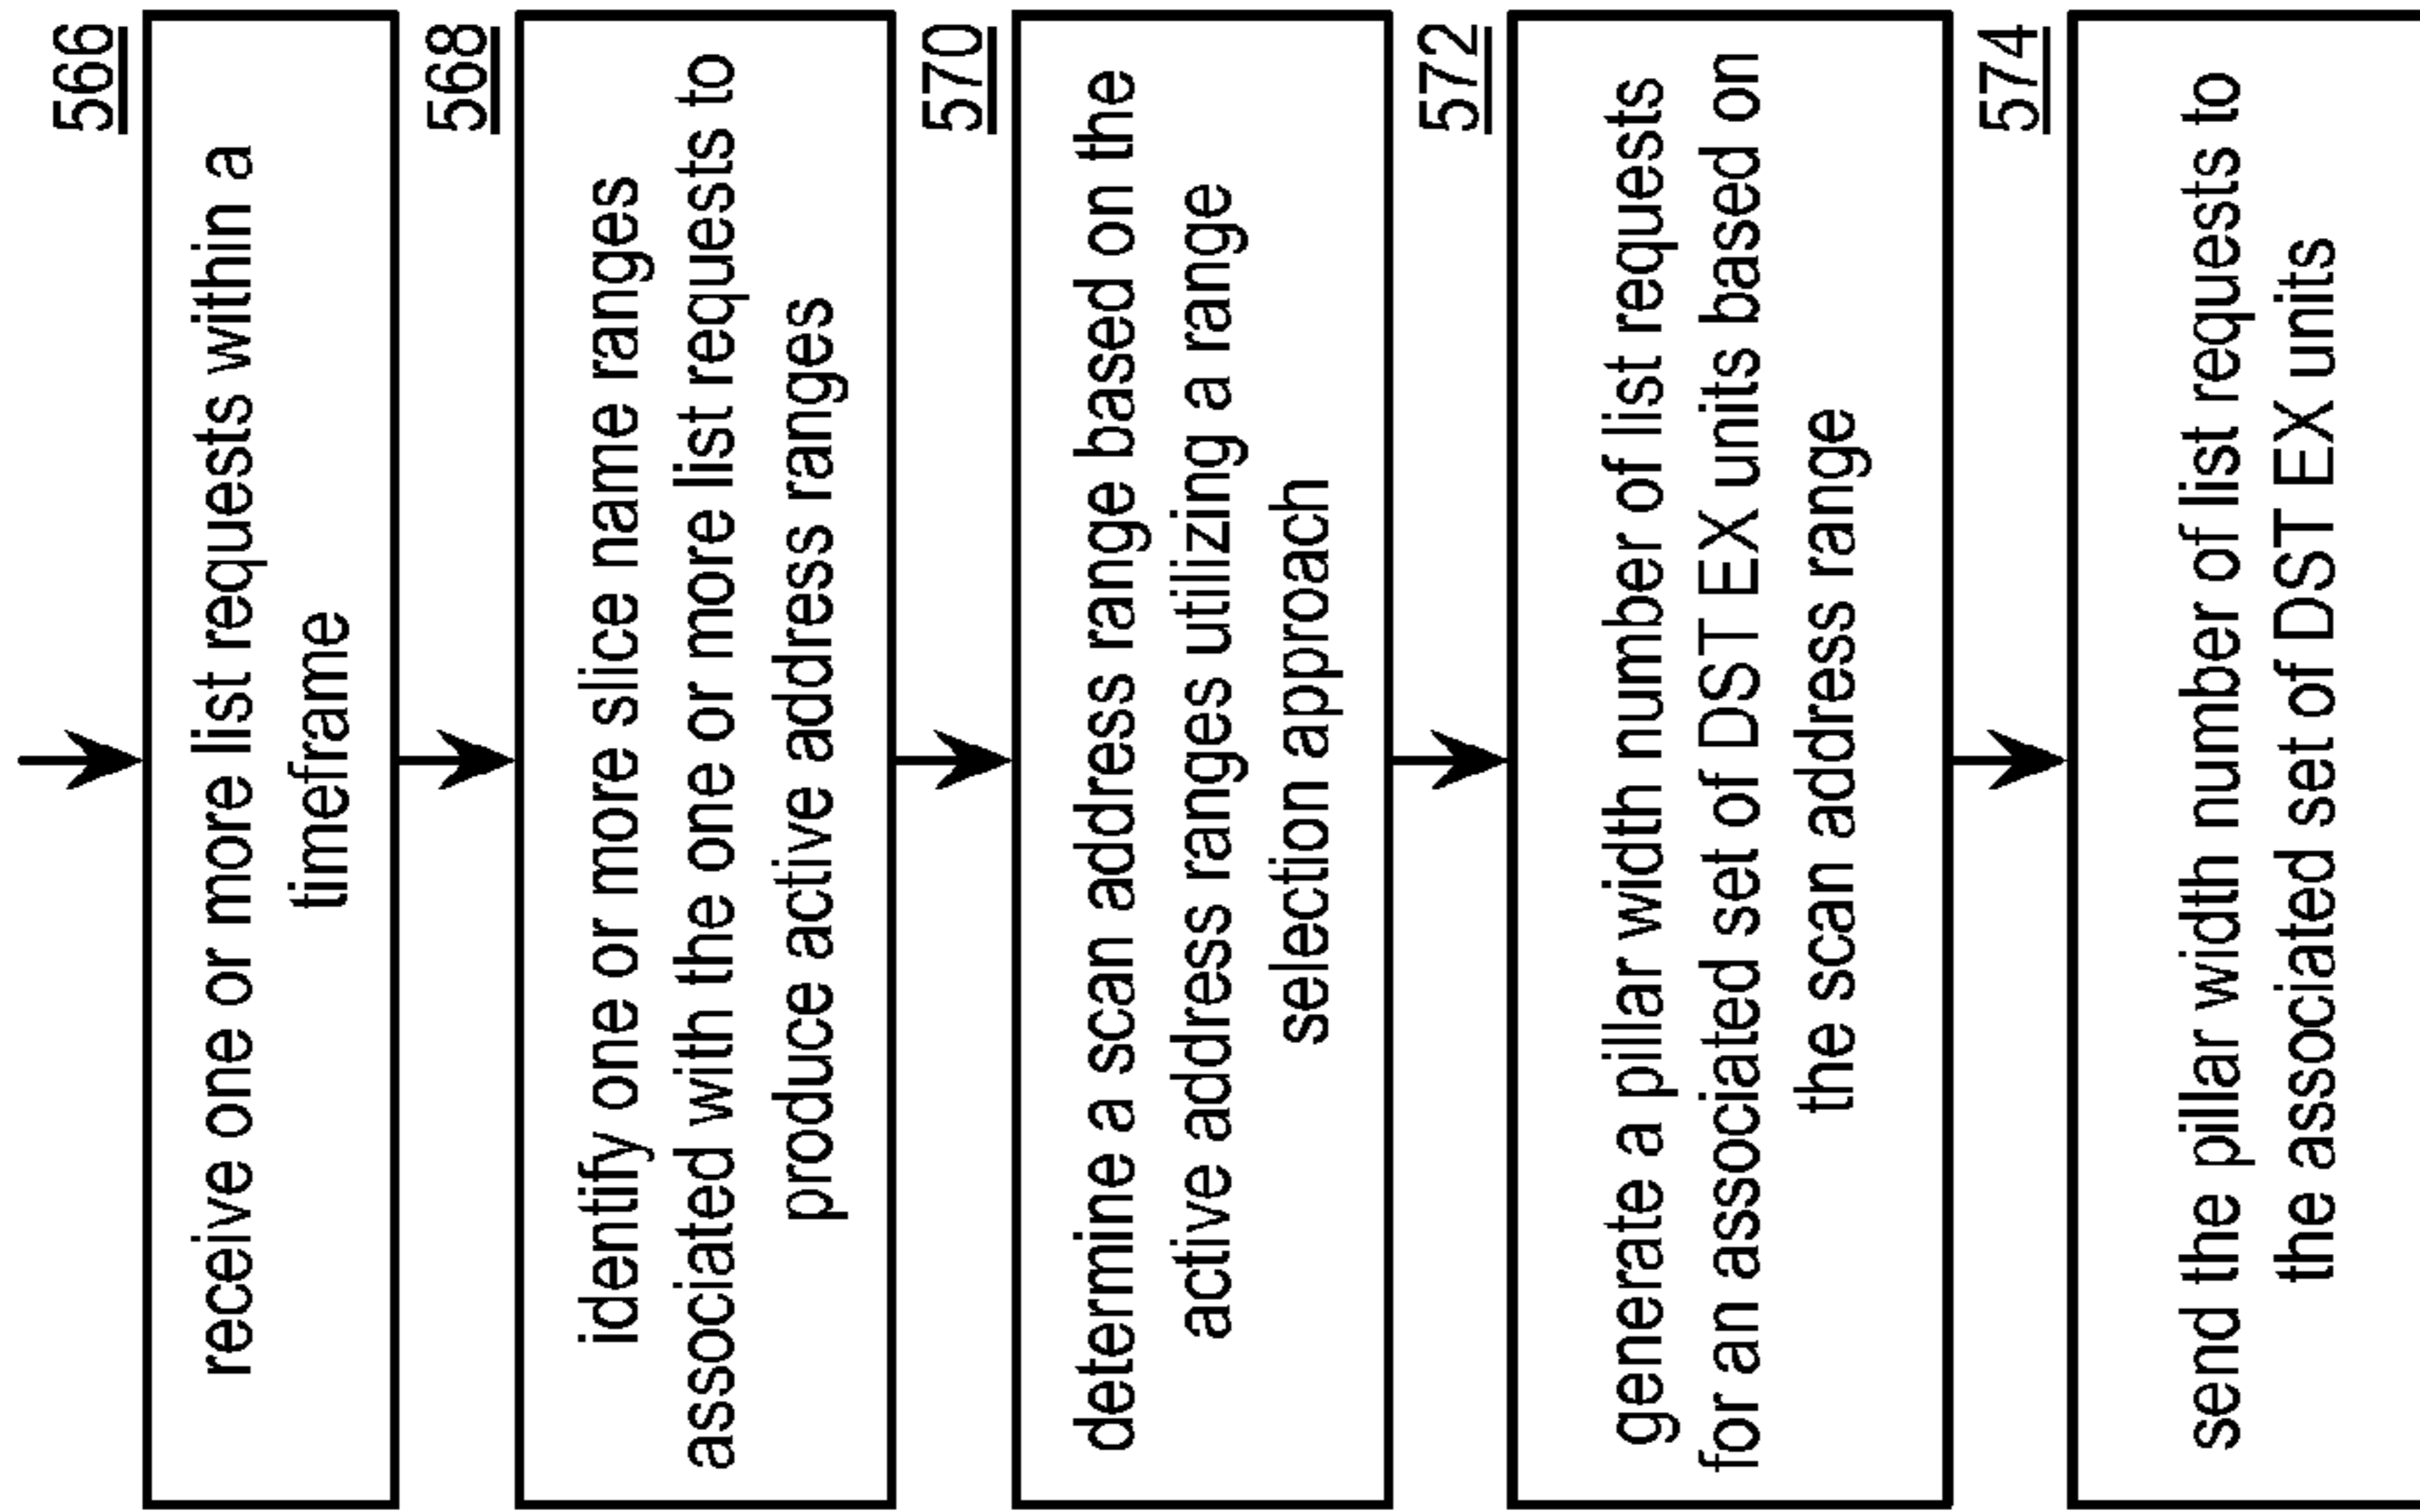 566
receive one or more list requests within a
timeframe
568
identify one or more slice name ranges
associated with the one or more list requests to
produce active address ranges
570
determine a scan address range based on the
active address ranges utilizing a range
selection approach
572
generate a pillar width number of list requests
for an associated set of DST EX units based on
the scan address range
574
send the pillar width number of list requests to
the associated set of DST EX units